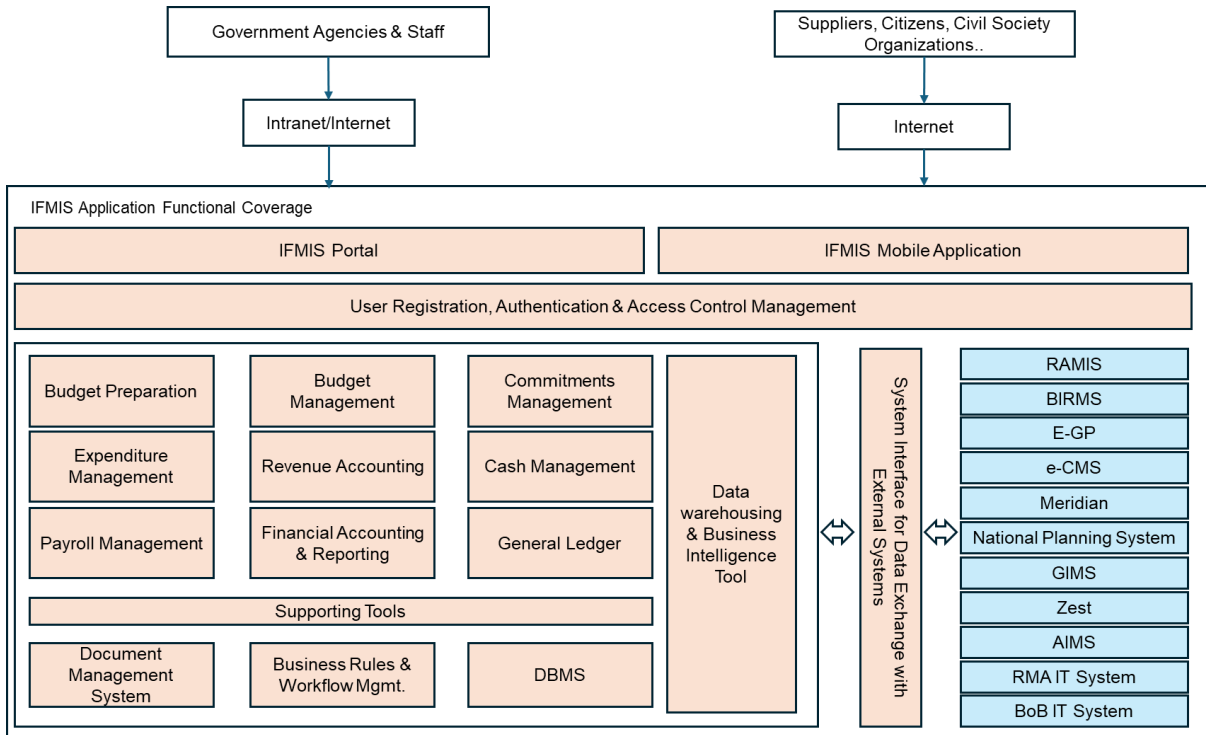 Government Agencies & Staff
Suppliers, Citizens, Civil Society
Organizations..
Intranet/Internet
Internet
IFMIS Application Functional Coverage
IFMIS Portal
IFMIS Mobile Application
User Registration, Authentication & Access Control Management
Budget Preparation
Budget
Management
Commitments
Management
Expenditure
Management
Revenue Accounting
Cash Management
Payroll Management
Financial Accounting
& Reporting
General Ledger
Supporting Tools
Document
Management
System
Business Rules &
Workflow Mgmt.
DBMS
Data
warehousing
& Business
Intelligence
Tool
System Interface for Data Exchange with
External Systems
RAMIS
BIRMS
E-GP
e-CMS
Meridian
National Planning System
GIMS
Zest
AIMS
RMA IT System
BoB IT System